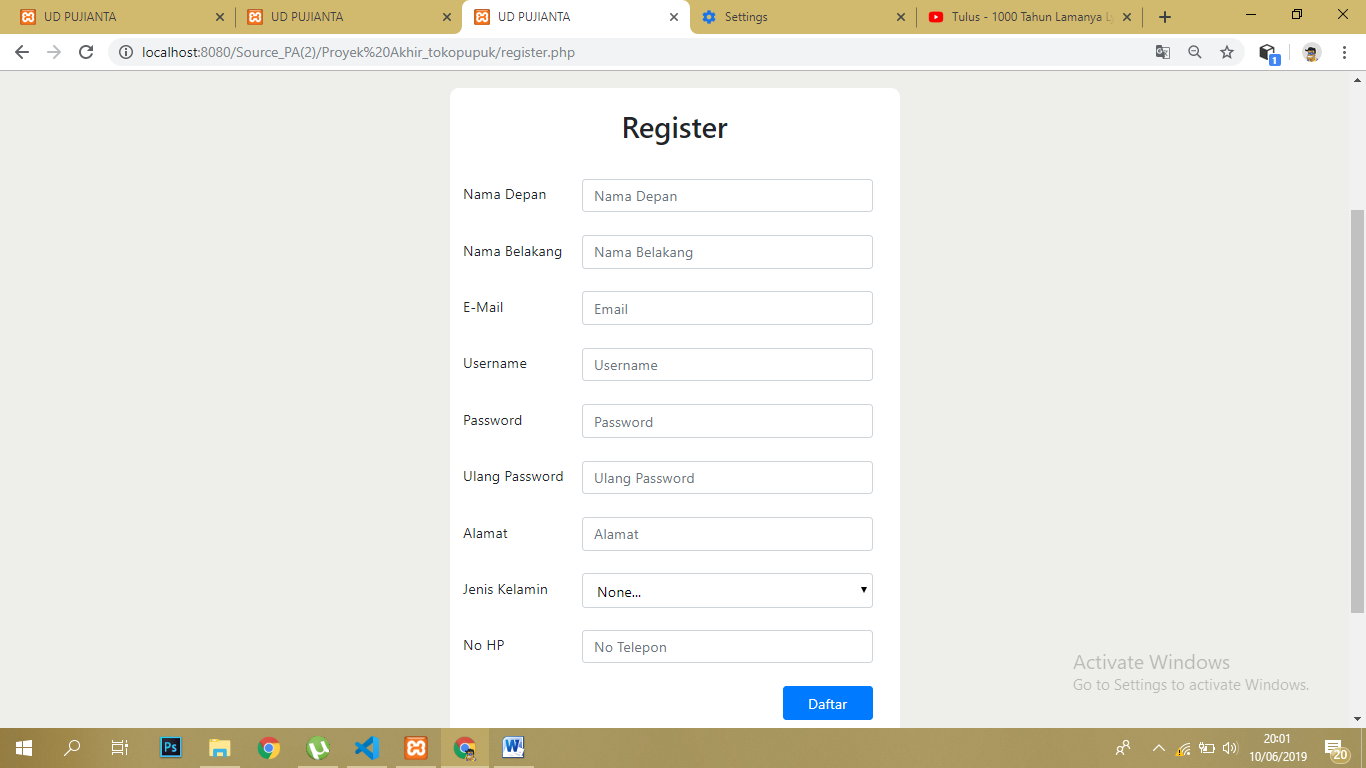 UD PUJIANTA
UD PUJIANTA
UD PUJIANTA
Settings
Tulus - 1000 Tahun Lamanya Ly
localhost:8080/Source_PA(2)/Proyek%20Akhir_tokopupuk/register.php
1
Register
Nama Depan Nama Depan
Nama Belakang Nama Belakang
E-Mail Email
Username Username
Password Password
Ulang Password Ulang Password
Alamat Alamat
Jenis Kelamin None...
No HP No Telepon
Daftar
Activate Windows
Go to Settings to activate Windows.
Ps
W
20:01
10/06/2019
20